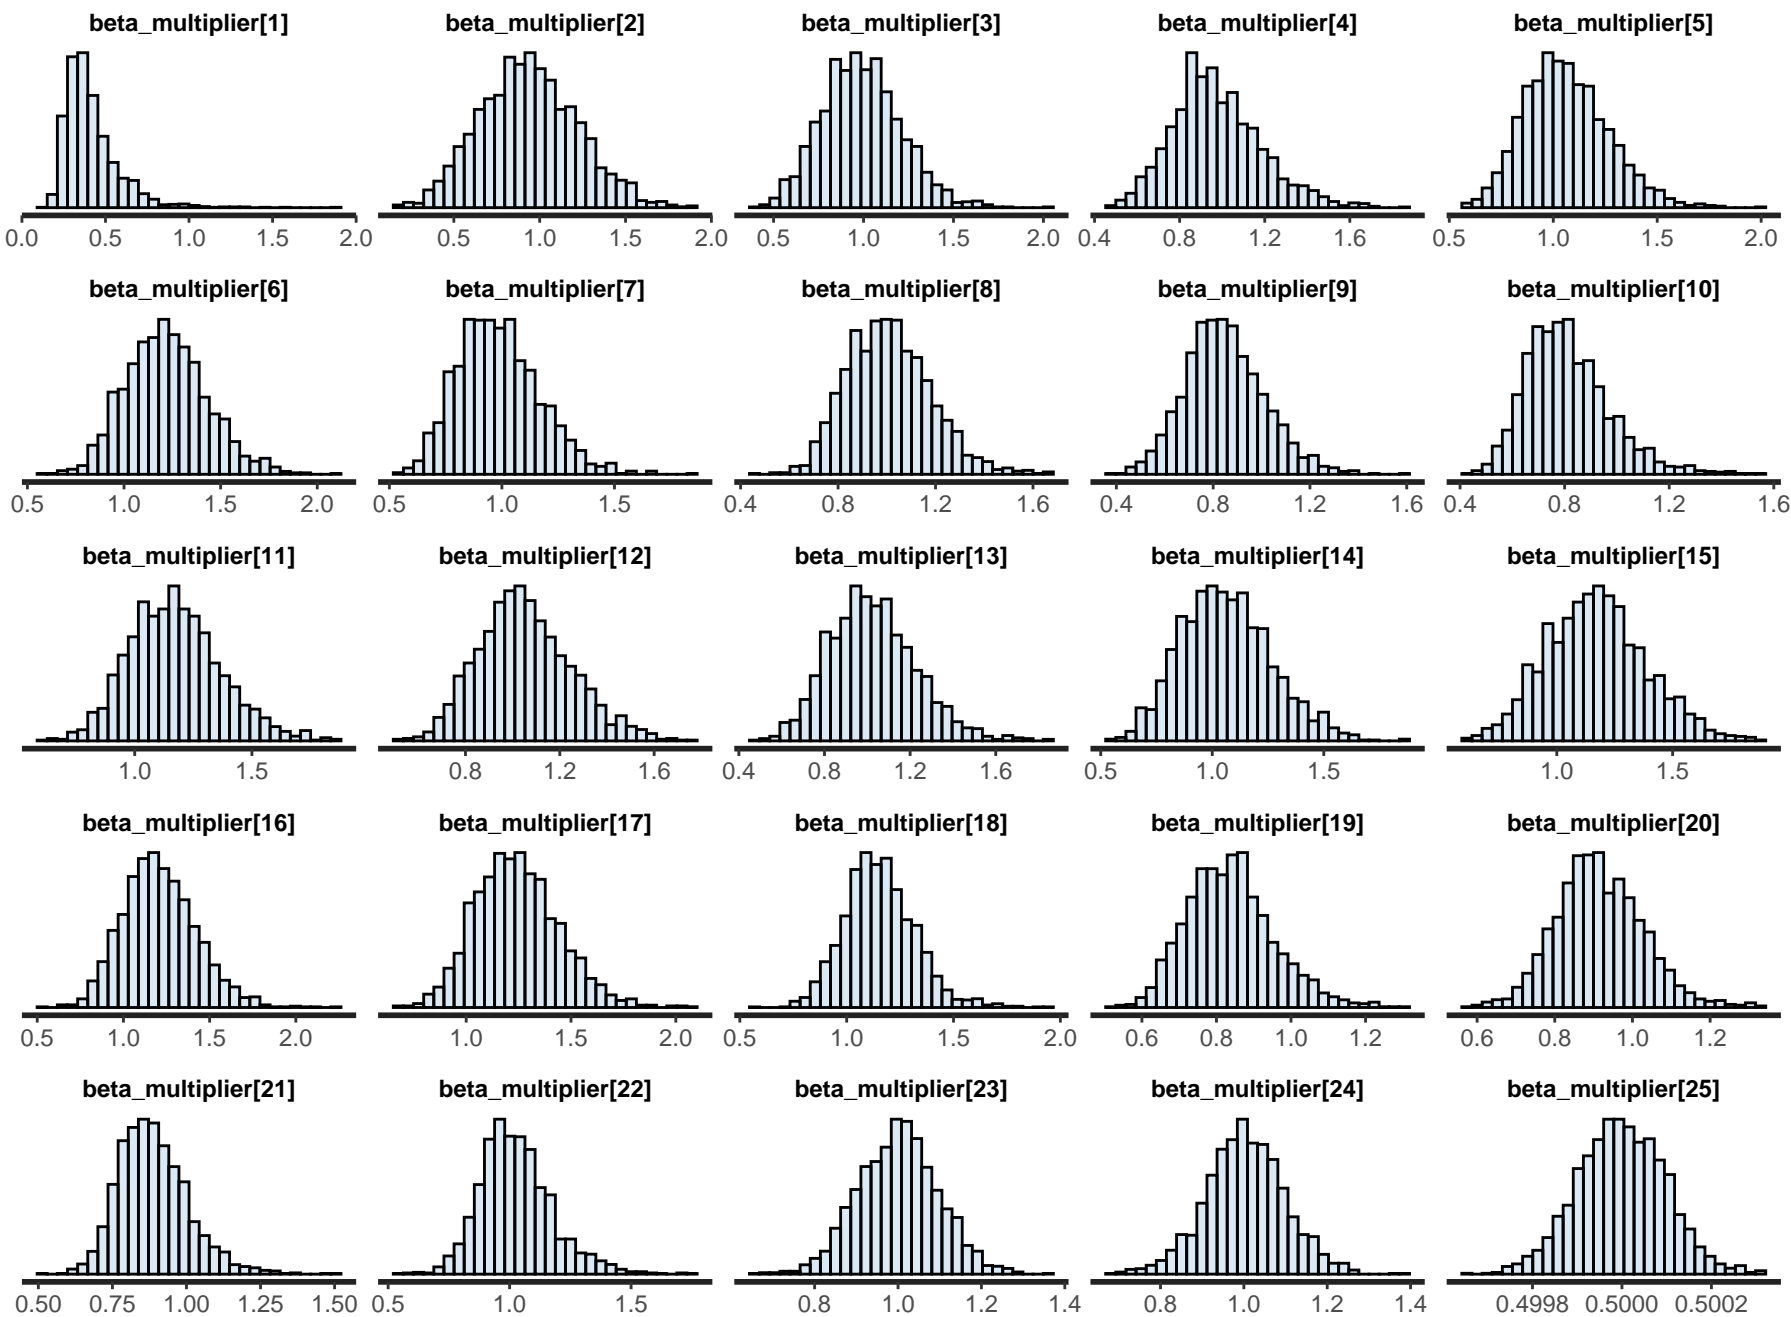 beta_multiplier[1] beta_multiplier[2] beta_multiplier[3] beta_multiplier[4] beta_multiplier[5]
0.0 0.5 1.0 1.5 2.0 0.5 1.0 1.5 2.0 0.5 1.0 1.5 2.0 0.4 0.8 1.2 1.6 0.5 1.0 1.5 2.0
beta_multiplier[6] beta_multiplier[7] beta_multiplier[8] beta_multiplier[9] beta_multiplier[10]
0.5 1.0 1.5 2.0 0.5 1.0 1.5 0.4 0.8 1.2 1.6 0.4 0.8 1.2 1.6 0.4 0.8 1.2 1.6
beta_multiplier[11] beta_multiplier[12] beta_multiplier[13] beta_multiplier[14] beta_multiplier[15]
1.0 1.5 0.8 1.2 1.6 0.4 0.8 1.2 1.6 0.5 1.0 1.5 1.0 1.5
beta_multiplier[16] beta_multiplier[17] beta_multiplier[18] beta_multiplier[19] beta_multiplier[20]
0.5 1.0 1.5 2.0 1.0 1.5 2.0 0.5 1.0 1.5 2.0 0.6 0.8 1.0 1.2 0.6 0.8 1.0 1.2
beta_multiplier[21] beta_multiplier[22] beta_multiplier[23] beta_multiplier[24] beta_multiplier[25]
0.50 0.75 1.00 1.25 1.50 0.5 1.0 1.5 0.8 1.0 1.2 1.4 0.8 1.0 1.2 1.4 0.4998 0.5000 0.5002